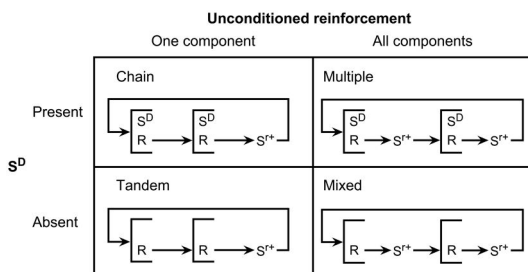 Unconditioned reinforcement
One component All components
Chain Multiple
Present
S^D S^D S^D S^D
R R S^r+ R S^r+ R S^r+
S^D
Tandem Mixed
Absent
R R S^r+ R S^r+ R S^r+